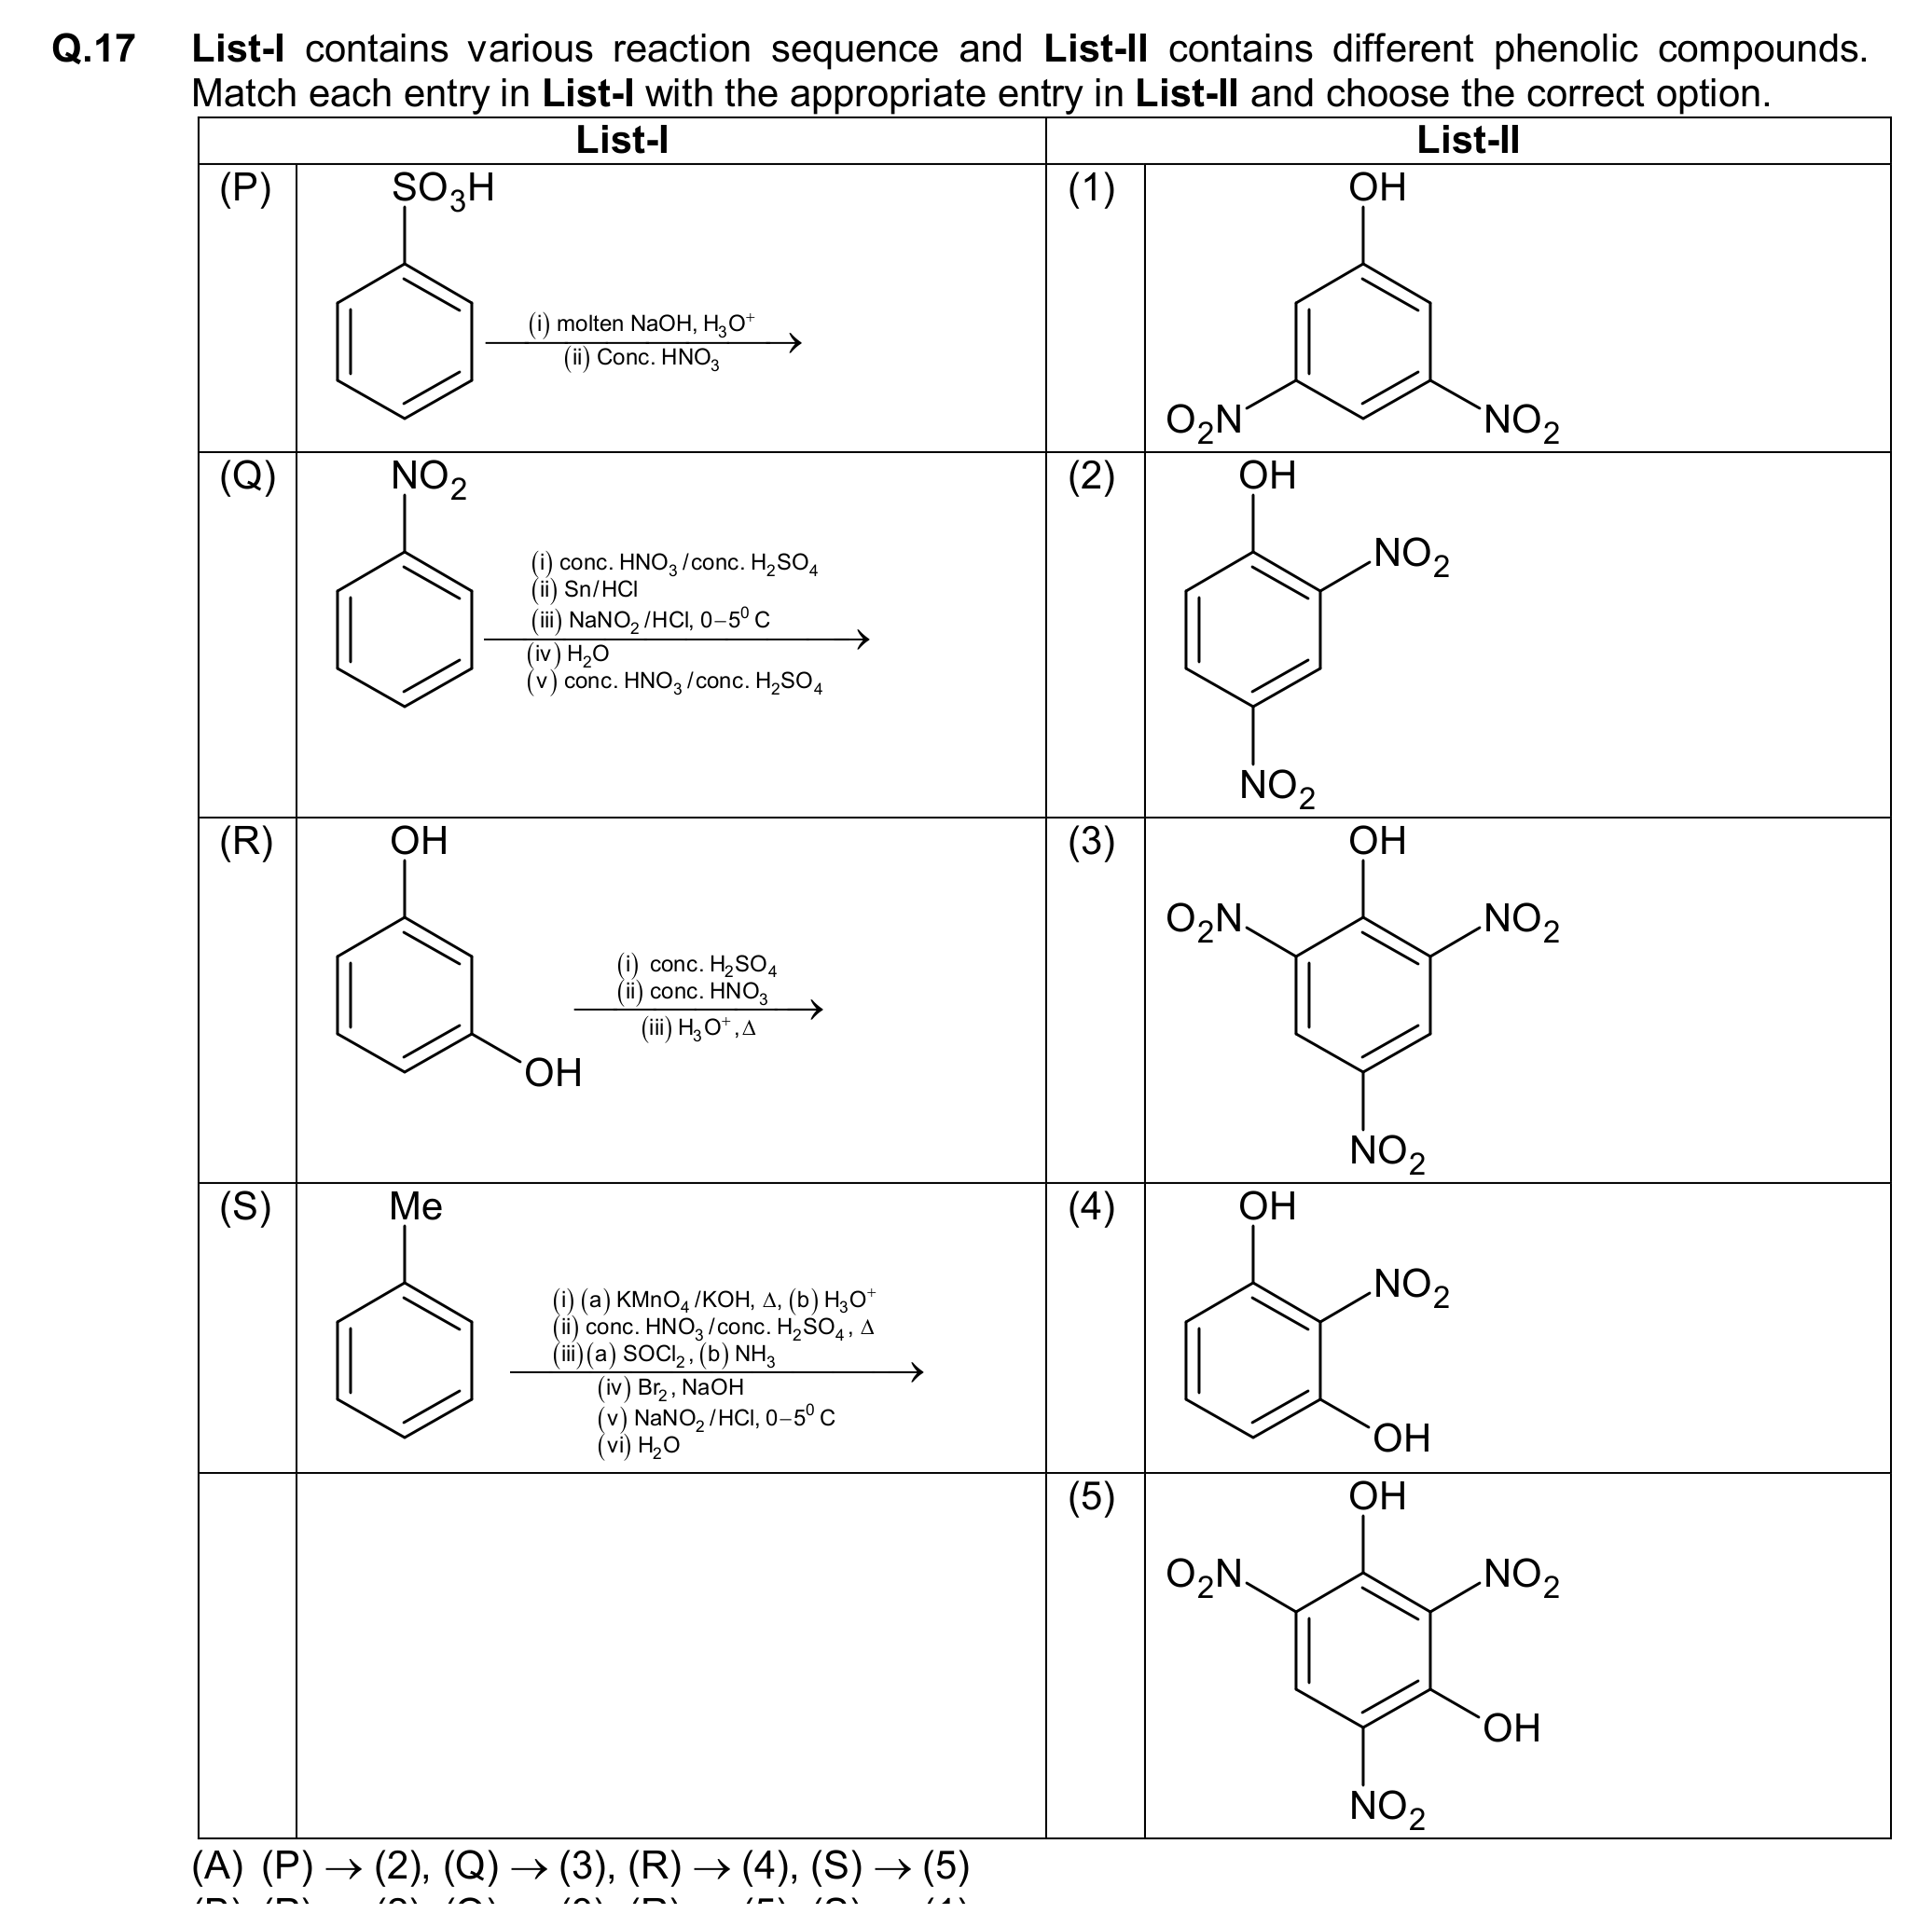 Q.17 List-I contains various reaction sequence and List-II contains different phenolic compounds.
Match each entry in List-I with the appropriate entry in List-II and choose the correct option.
List-I List-II
(P) SO3H (1) OH
(i) molten NaOH, H3O+
(ii) Conc. HNO3
O2N NO2
(Q) NO2 (2) OH
NO2
(i) conc. HNO3/conc. H2SO4
(ii) Sn/HCl
(iii) NaNO2/HCl, 0–5⁰ C
(iv) H2O
(v) conc. HNO3/conc. H2SO4
NO2
(R) OH (3) OH
O2N NO2
(i) conc. H2SO4
(ii) conc. HNO3
(iii) H3O+, Δ
OH
NO2
(S) Me (4) OH
NO2
(i) (a) KMnO4/KOH, Δ, (b) H3O+
(ii) conc. HNO3/conc. H2SO4, Δ
(iii)(a) SOCl2, (b) NH3
(iv) Br2, NaOH
(v) NaNO2/HCl, 0–5⁰ C
(vi) H2O
OH
(5) OH
O2N NO2
OH
NO2
(A) (P) → (2), (Q) → (3), (R) → (4), (S) → (5)